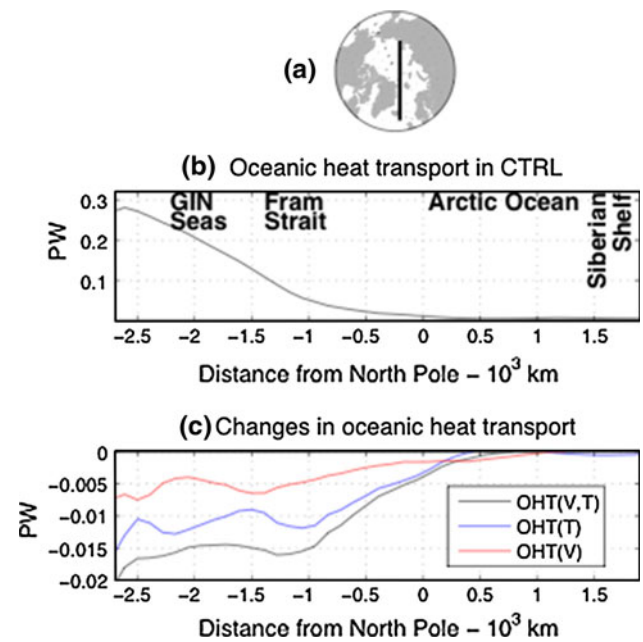 (a)
(b) Oceanic heat transport in CTRL
0.3
0.2
0.1
PW
GIN
Seas
Fram
Strait
Arctic Ocean
Siberian
Shelf
−2.5 −2 −1.5 −1 −0.5 0 0.5 1 1.5
Distance from North Pole − 10³ km
(c) Changes in oceanic heat transport
0
−0.005
−0.01
−0.015
−0.02
PW
OHT(V,T)
OHT(T)
OHT(V)
−2.5 −2 −1.5 −1 −0.5 0 0.5 1 1.5
Distance from North Pole − 10³ km